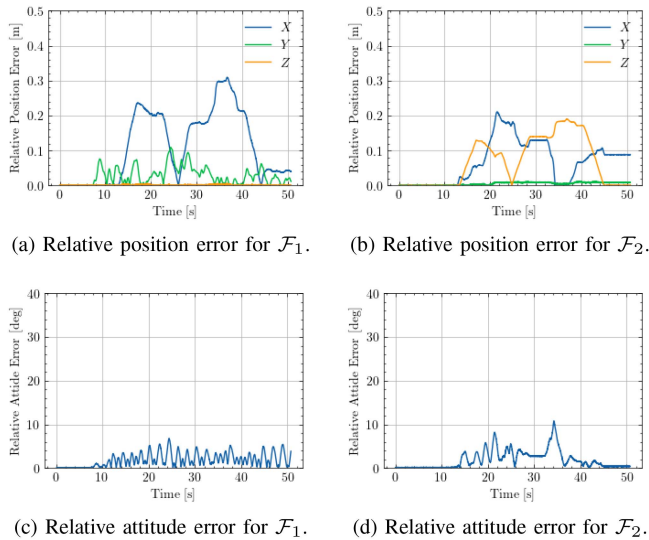 0.5
0.4
0.3
0.2
0.1
0.0
Relative Position Error [m]
X
Y
Z
0 10 20 30 40 50
Time [s]
(a) Relative position error for ℱ₁.
0.5
0.4
0.3
0.2
0.1
0.0
Relative Position Error [m]
X
Y
Z
0 10 20 30 40 50
Time [s]
(b) Relative position error for ℱ₂.
40
30
20
10
0
Relative Attide Error [deg]
0 10 20 30 40 50
Time [s]
(c) Relative attitude error for ℱ₁.
40
30
20
10
0
Relative Attide Error [deg]
0 10 20 30 40 50
Time [s]
(d) Relative attitude error for ℱ₂.